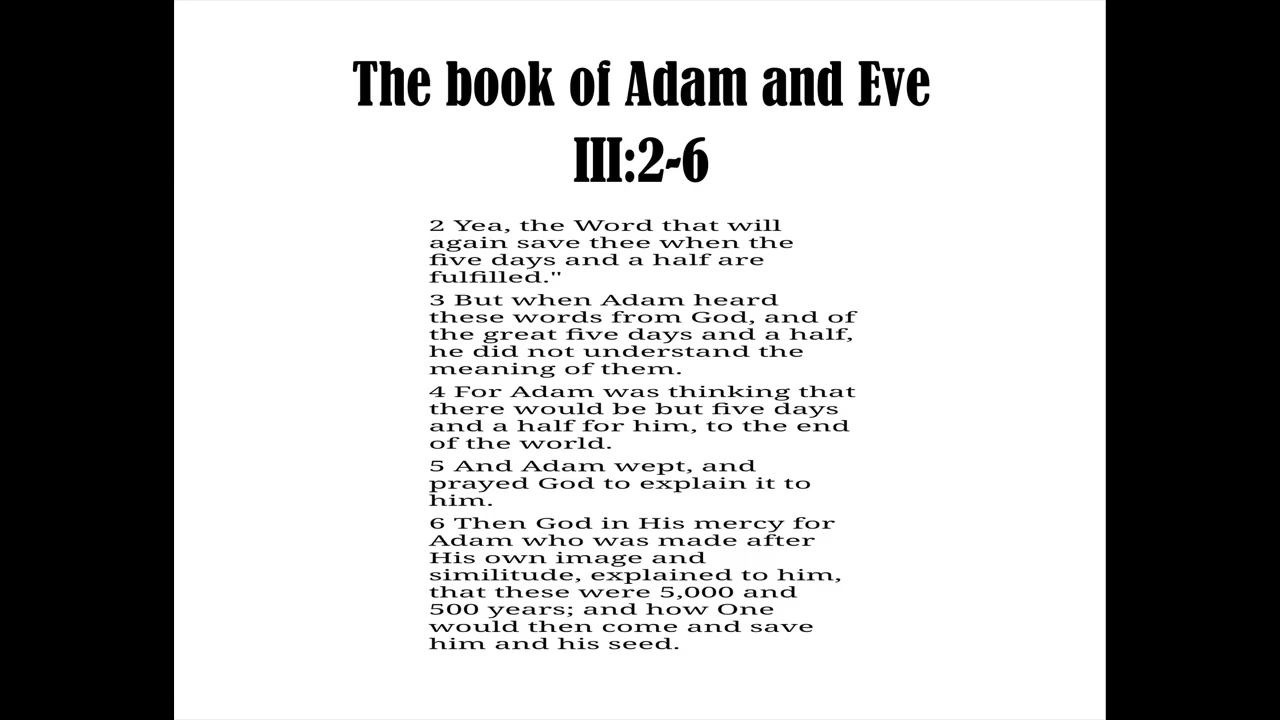 The book of Adam and Eve
III:2-6
2 Yea, the Word that will
again save thee when the
five days and a half are
fulfilled."
3 But when Adam heard
these words from God, and of
the great five days and a half,
he did not understand the
meaning of them.
4 For Adam was thinking that
there would be but five days
and a half for him, to the end
of the world.
5 And Adam wept, and
prayed God to explain it to
him.
6 Then God in His mercy for
Adam who was made after
His own image and
similitude, explained to him,
that these were 5,000 and
500 years; and how One
would then come and save
him and his seed.